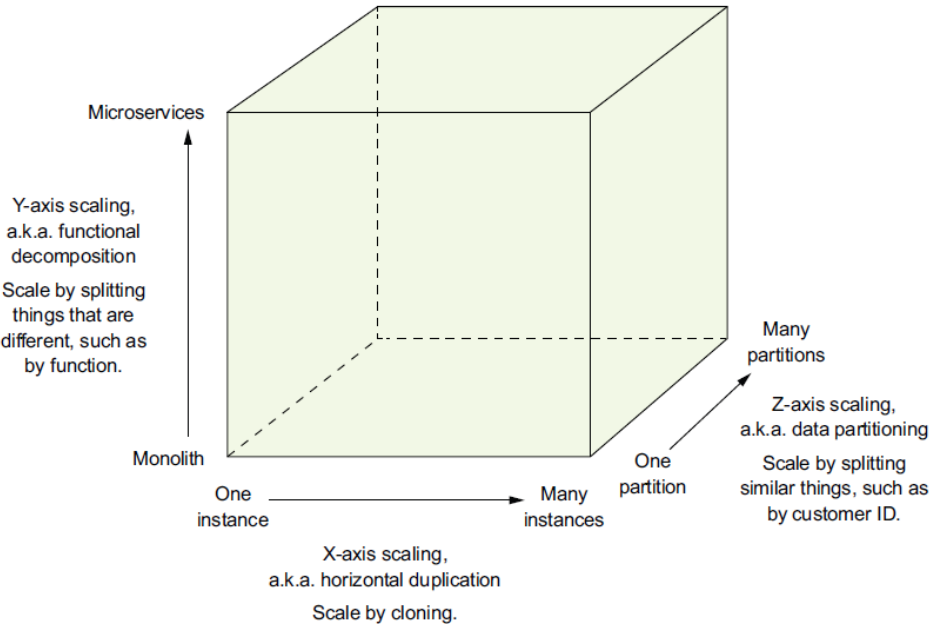 Microservices
Y-axis scaling,
a.k.a. functional
decomposition
Scale by splitting
things that are
different, such as
by function.
Monolith
One
instance
Many
instances
X-axis scaling,
a.k.a. horizontal duplication
Scale by cloning.
One
partition
Many
partitions
Z-axis scaling,
a.k.a. data partitioning
Scale by splitting
similar things, such as
by customer ID.